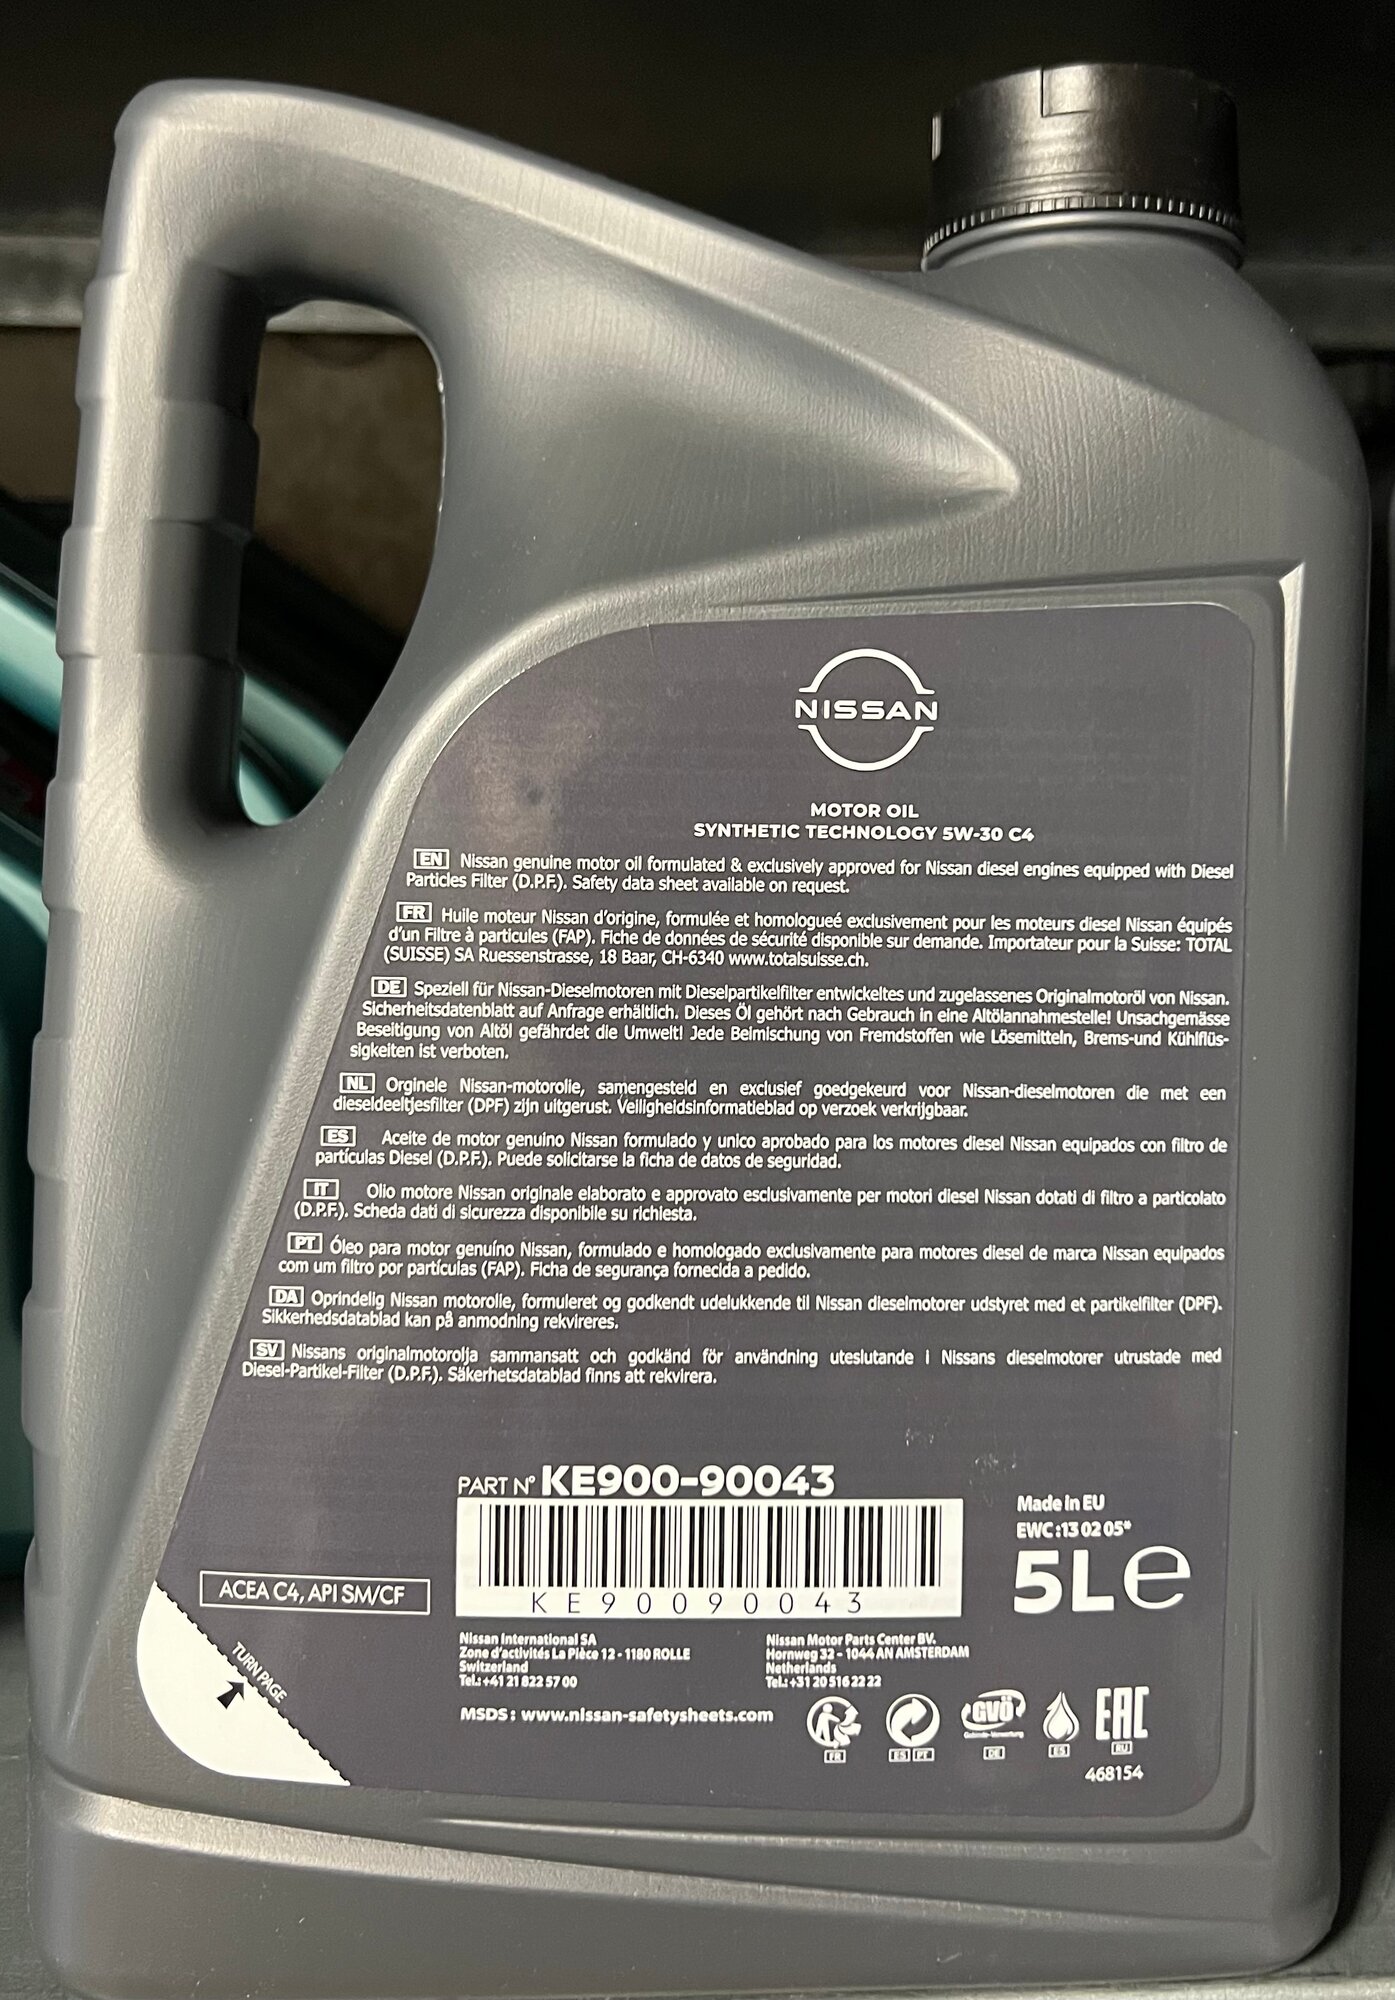 NISSAN
MOTOR OIL
SYNTHETIC TECHNOLOGY 5W-30 C4
EN Nissan genuine motor oil formulated & exclusively approved for Nissan diesel engines equipped with Diesel
Particles Filter (D.P.F.). Safety data sheet available on request.
FR Huile moteur Nissan d'origine, formulée et homologueé exclusivement pour les moteurs diesel Nissan équipés
d'un Filtre à particules (FAP). Fiche de données de sécurité disponible sur demande. Importateur pour la Suisse: TOTAL
(SUISSE) SA Ruessenstrasse, 18 Baar, CH-6340 www.totalsuisse.ch.
DE Speziell für Nissan-Dieselmotoren mit Dieselpartikelfilter entwickeltes und zugelassenes Originalmotoröl von Nissan.
Sicherheitsdatenblatt auf Anfrage erhältlich. Dieses Öl gehört nach Gebrauch in eine Altölannahmestelle! Unsachgemässe
Beseitigung von Altöl gefährdet die Umwelt! Jede Beimischung von Fremdstoffen wie Lösemitteln, Brems-und Kühlflüs-
sigkeiten ist verboten.
NL Orginele Nissan-motorolie, samengesteld en exclusief goedgekeurd voor Nissan-dieselmotoren die met een
dieseldeeltjesfilter (DPF) zijn uitgerust. Veiligheidsinformatieblad op verzoek verkrijgbaar.
ES Aceite de motor genuino Nissan formulado y unico aprobado para los motores diesel Nissan equipados con filtro de
partículas Diesel (D.P.F.). Puede solicitarse la ficha de datos de seguridad.
IT Olio motore Nissan originale elaborato e approvato esclusivamente per motori diesel Nissan dotati di filtro a particolato
(D.P.F.). Scheda dati di sicurezza disponibile su richiesta.
PT Óleo para motor genuíno Nissan, formulado e homologado exclusivamente para motores diesel de marca Nissan equipados
com um filtro por partículas (FAP). Ficha de segurança fornecida a pedido.
DA Oprindelig Nissan motorolie, formuleret og godkendt udelukkende til Nissan dieselmotorer udstyret med et partikelfilter (DPF).
Sikkerhedsdatablad kan på anmodning rekvireres.
SV Nissans originalmotorolja sammansatt och godkänd för användning uteslutande i Nissans dieselmotorer utrustade med
Diesel-Partikel-Filter (D.P.F.). Säkerhetsdatablad finns att rekvirera.
PART N° KE900-90043
KE90090043
Made in EU
EWC:13 02 05*
5L e
ACEA C4, API SM/CF
TURN PAGE
Nissan International SA
Zone d'activités La Pièce 12 - 1180 ROLLE
Switzerland
Tel.: +41 21 822 57 00
Nissan Motor Parts Center BV.
Hornweg 32 - 1044 AN AMSTERDAM
Netherlands
Tel.: +31 20 516 22 22
MSDS : www.nissan-safetysheets.com
FR
ES PT
GVÖ
Gebinde-Verwertung
DE
ES
EAC
RU
468154